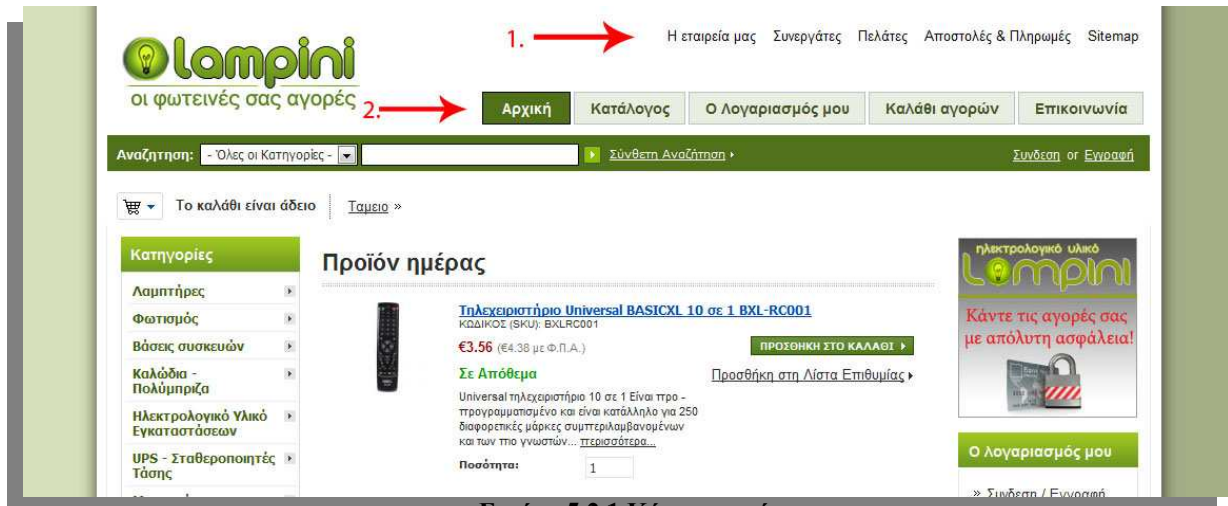 1.
Η εταιρεία μας Συνεργάτες Πελάτες Αποστολές & Πληρωμές Sitemap
lampini
οι φωτεινές σας αγορές
2.
Αρχική Κατάλογος Ο Λογαριασμός μου Καλάθι αγορών Επικοινωνία
Αναζητηση: - Όλες οι Κατηγορίες - Σύνθετη Αναζήτηση
Συνδεση or Εγγραφή
Το καλάθι είναι άδειο Ταμειο »
Κατηγορίες
Λαμπτήρες
Φωτισμός
Βάσεις συσκευών
Καλώδια -
Πολύμπριζα
Ηλεκτρολογικό Υλικό
Εγκαταστάσεων
UPS - Σταθεροποιητές
Τάσης
Προϊόν ημέρας
Τηλεχειριστήριο Universal BASICXL 10 σε 1 BXL-RC001
ΚΩΔΙΚΟΣ (SKU): BXLRC001
€3.56 (€4.38 με Φ.Π.Α.)
ΠΡΟΣΘΗΚΗ ΣΤΟ ΚΑΛΑΘΙ
Σε Απόθεμα
Προσθήκη στη Λίστα Επιθυμίας
Universal τηλεχειριστήριο 10 σε 1 Είναι προ -
προγραμματισμένο και είναι κατάλληλο για 250
διαφορετικές μάρκες συμπεριλαμβανομένων
και των πιο γνωστών... περισσότερα...
Ποσότητα: 1
ηλεκτρολογικό υλικό
Lampini
Κάντε τις αγορές σας
με απόλυτη ασφάλεια!
Ο λογαριασμός μου
» Συνδεση / Εγγραφή